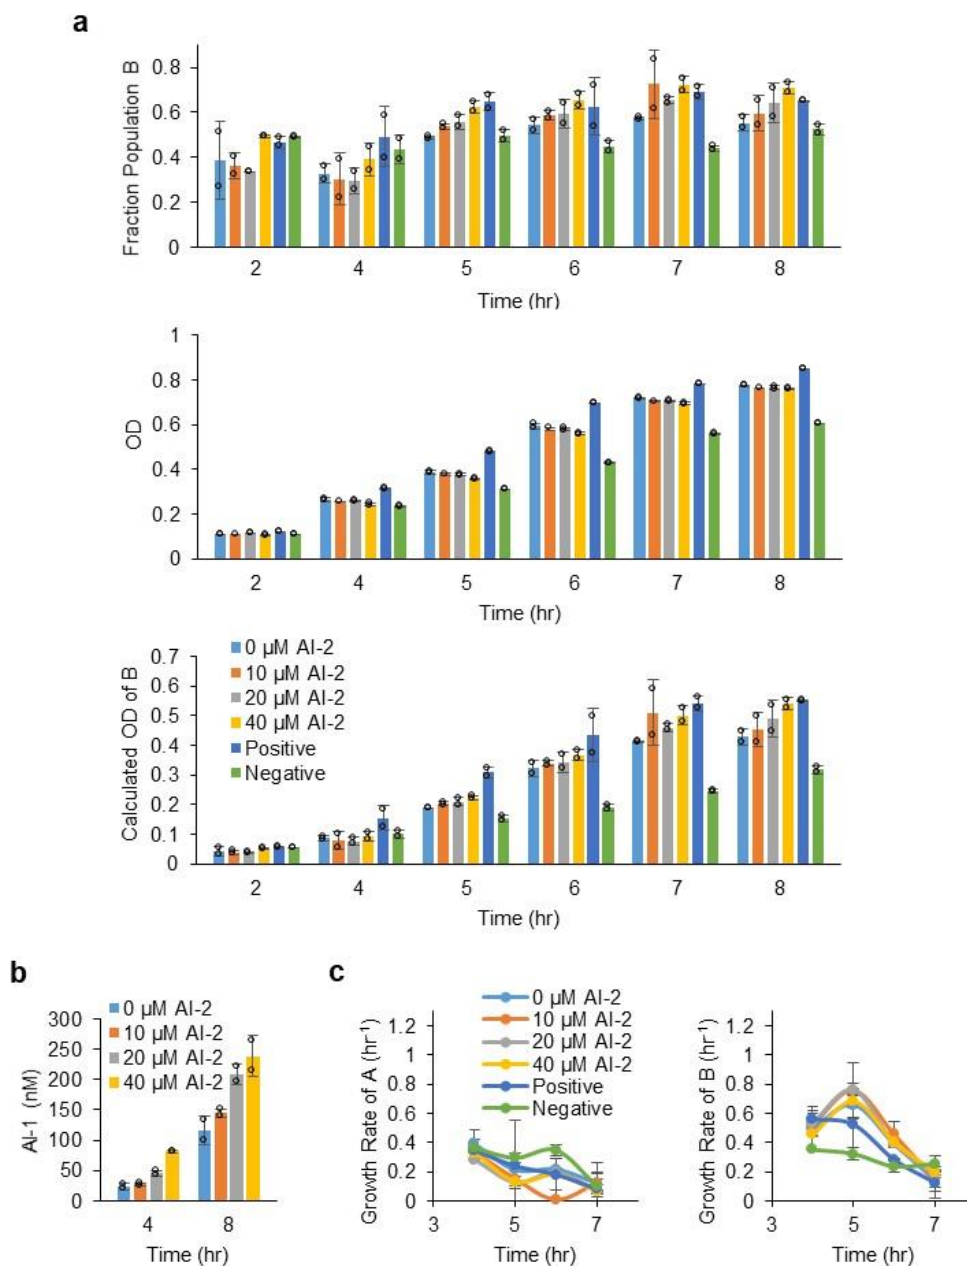 a
Fraction Population B
0.8
0.6
0.4
0.2
0
2 4 5 6 7 8
Time (hr)
OD
1
0.8
0.6
0.4
0.2
0
2 4 5 6 7 8
Time (hr)
Calculated OD of B
0.7
0.6
0.5
0.4
0.3
0.2
0.1
0
0 µM AI-2
10 µM AI-2
20 µM AI-2
40 µM AI-2
Positive
Negative
2 4 5 6 7 8
Time (hr)
b
AI-1 (nM)
300
250
200
150
100
50
0
0 µM AI-2
10 µM AI-2
20 µM AI-2
40 µM AI-2
4 8
Time (hr)
c
Growth Rate of A (hr⁻¹)
1.2
1
0.8
0.6
0.4
0.2
0
0 µM AI-2
10 µM AI-2
20 µM AI-2
40 µM AI-2
Positive
Negative
3 5 7
Time (hr)
Growth Rate of B (hr⁻¹)
1.2
1
0.8
0.6
0.4
0.2
0
3 5 7
Time (hr)